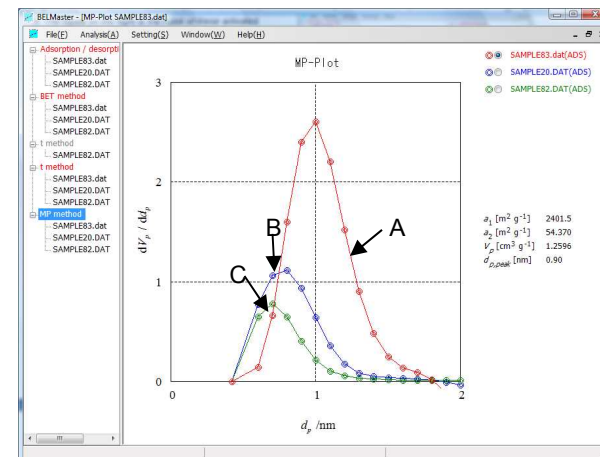 BELMaster - [MP-Plot SAMPLE83.dat]
File(F) Analysis(A) Setting(S) Window(W) Help(H)
Adsorption / desorpti
SAMPLE83.dat
SAMPLE20.DAT
SAMPLE82.DAT
BET method
SAMPLE83.dat
SAMPLE20.DAT
SAMPLE82.DAT
t method
SAMPLE82.DAT
t method
SAMPLE83.dat
SAMPLE20.DAT
SAMPLE82.DAT
MP method
SAMPLE83.dat
SAMPLE20.DAT
SAMPLE82.DAT
MP-Plot
3
2
1
0
dVp / ddp
A
B
C
0 1 2
dp /nm
SAMPLE83.dat(ADS)
SAMPLE20.DAT(ADS)
SAMPLE82.DAT(ADS)
a1 [m2 g-1] 2401.5
a2 [m2 g-1] 54.370
Vp [cm3 g-1] 1.2596
dp,peak [nm] 0.90